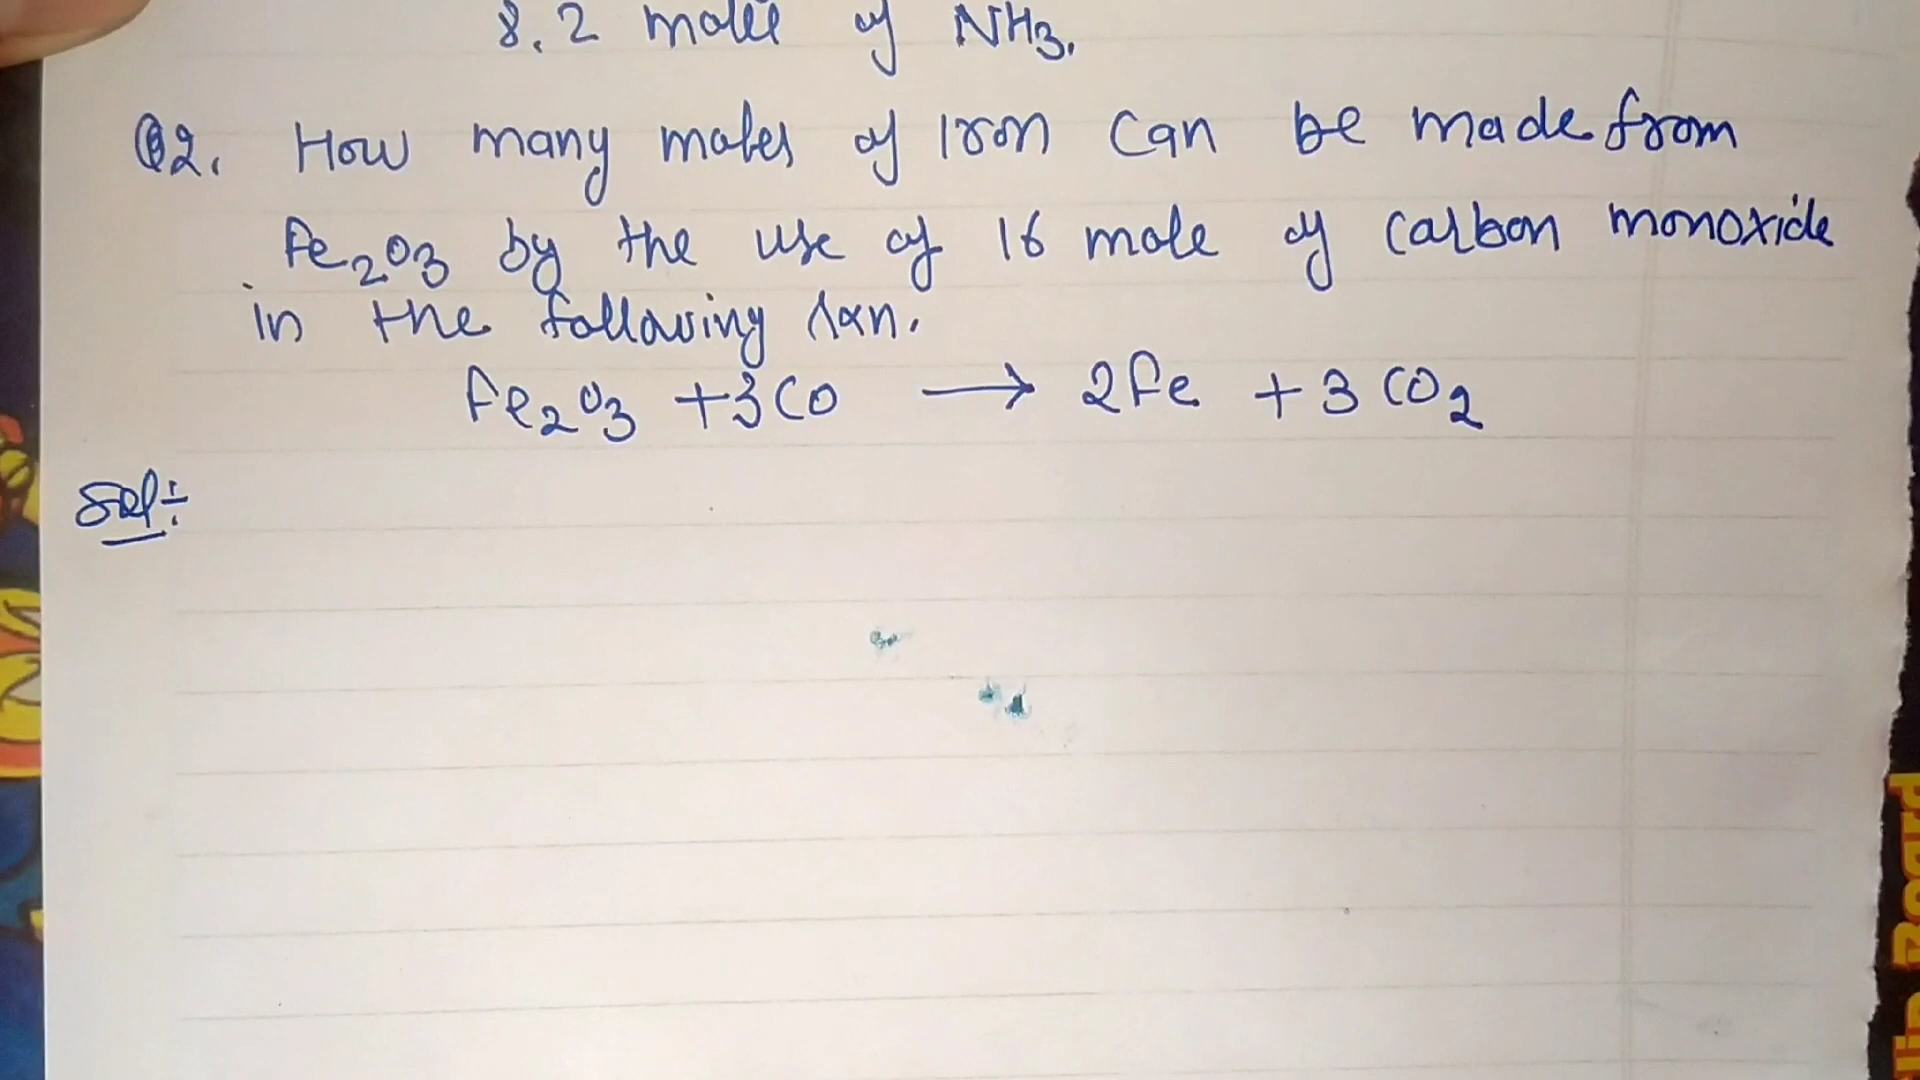 8.2 moles of NH3.
Q2. How many moles of Iron Can be made from
Fe2O3 by the use of 16 mole of Carbon monoxide
in the following rxn.
Fe2O3 + 3CO → 2Fe + 3CO2
Sol: